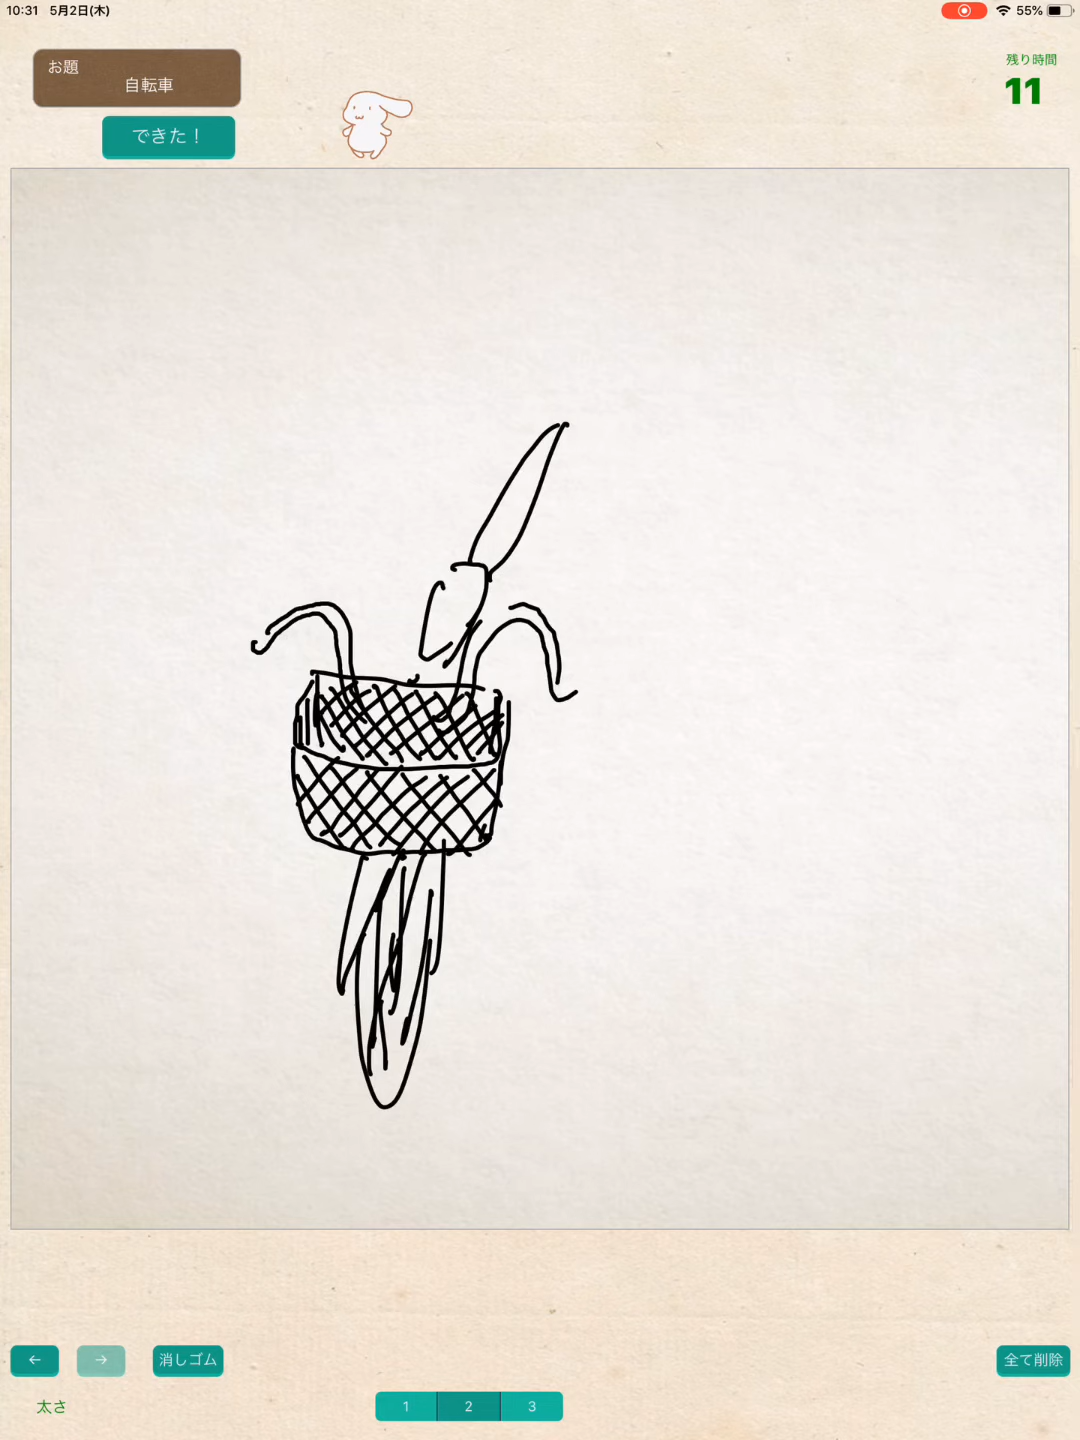 10:31 5月2日(木)
55%
お題
自転車
できた！
残り時間
11
←
→
消しゴム
全て削除
太さ
1 2 3